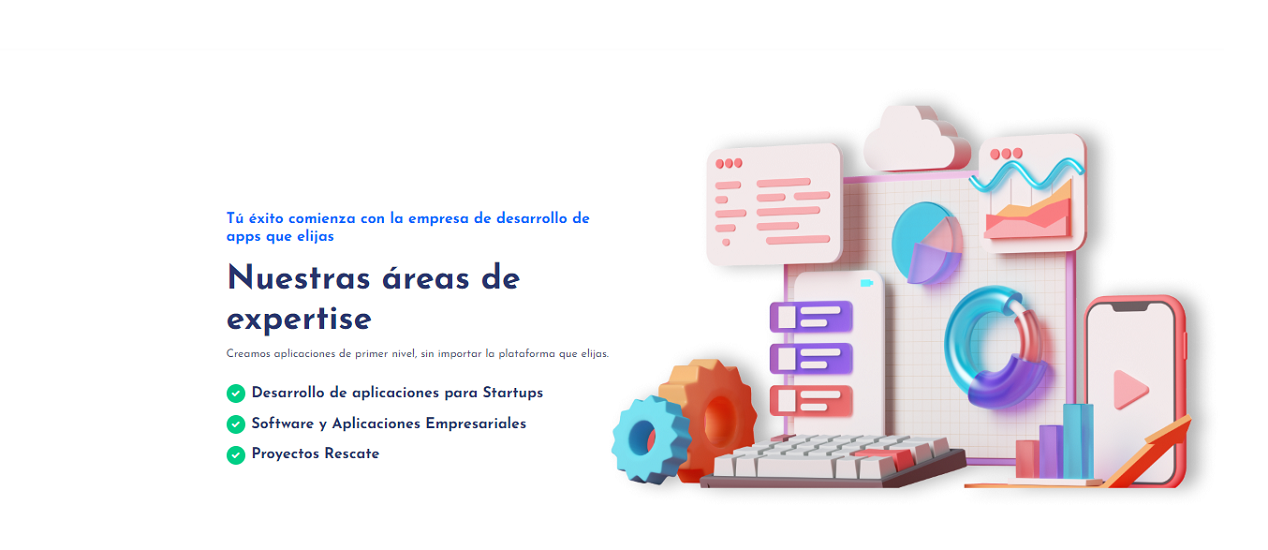 Tú éxito comienza con la empresa de desarrollo de
apps que elijas
Nuestras áreas de
expertise
Creamos aplicaciones de primer nivel, sin importar la plataforma que elijas.
Desarrollo de aplicaciones para Startups
Software y Aplicaciones Empresariales
Proyectos Rescate